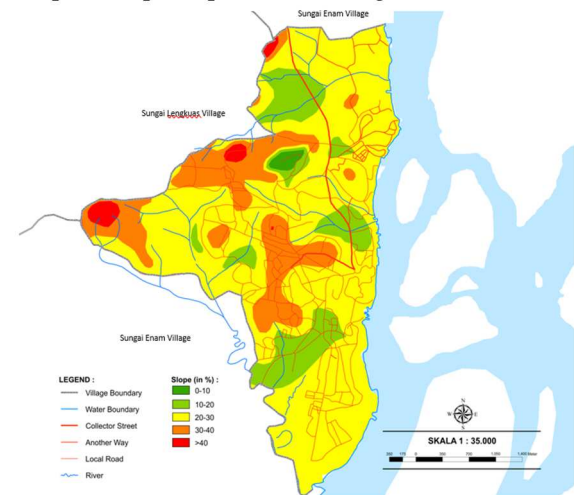 Sungai Enam Village
Sungai Lengkuas Village
Sungai Enam Village
LEGEND :
Village Boundary
Water Boundary
Collector Street
Another Way
Local Road
River
Slope (in %) :
0-10
10-20
20-30
30-40
>40
N
W E
S
SKALA 1 : 35.000